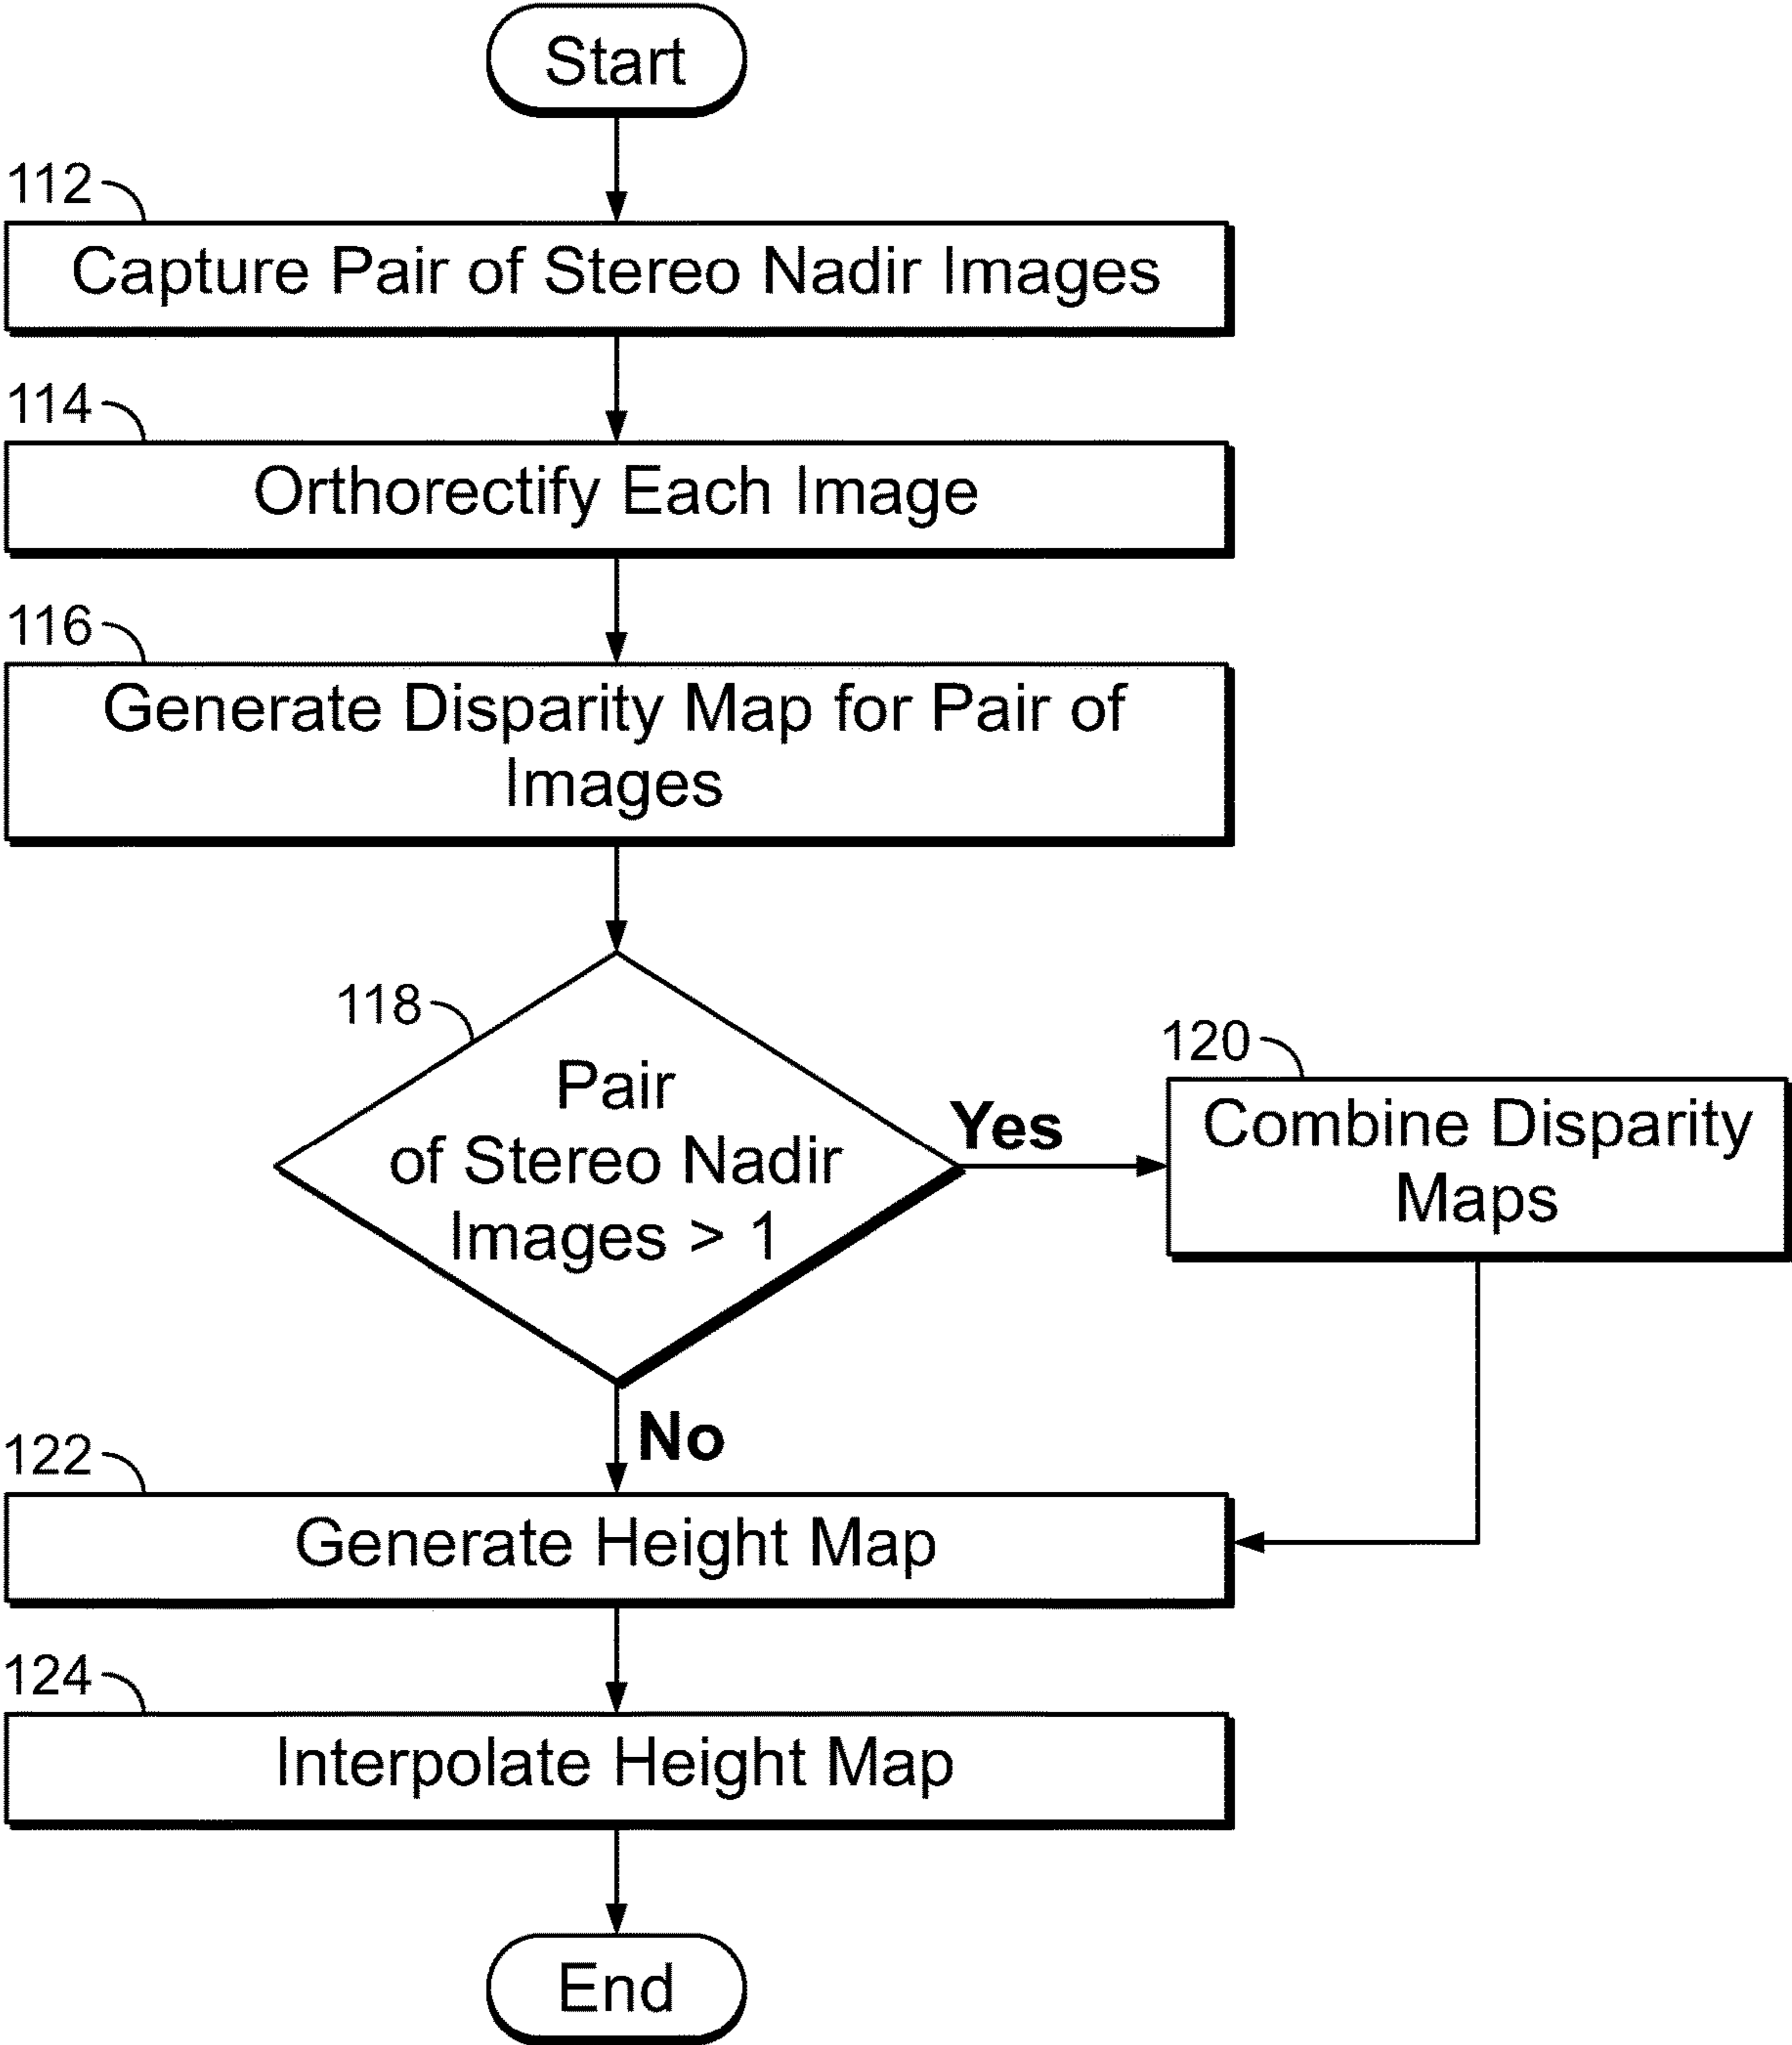 Start
112
Capture Pair of Stereo Nadir Images
114
Orthorectify Each Image
116
Generate Disparity Map for Pair of
Images
118
Pair
of Stereo Nadir
Images > 1
Yes
120
Combine Disparity
Maps
No
122
Generate Height Map
124
Interpolate Height Map
End